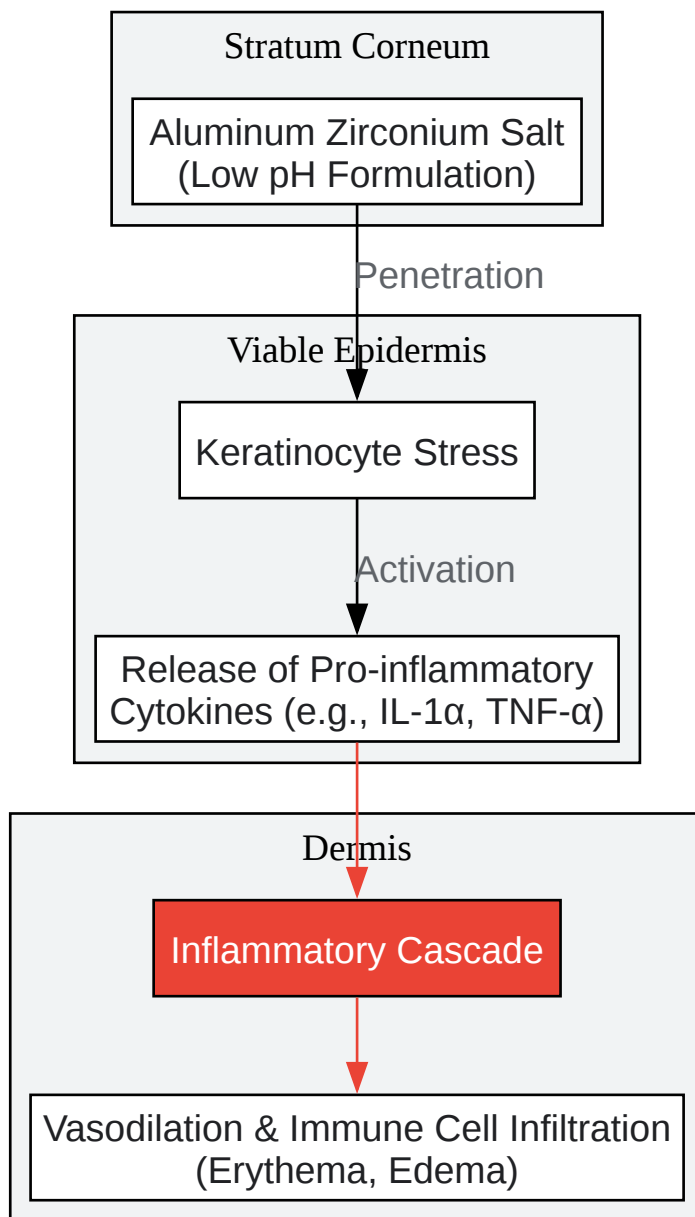 Stratum Corneum
Aluminum Zirconium Salt
(Low pH Formulation)
Penetration
Viable Epidermis
Keratinocyte Stress
Activation
Release of Pro-inflammatory
Cytokines (e.g., IL-1α, TNF-α)
Dermis
Inflammatory Cascade
Vasodilation & Immune Cell Infiltration
(Erythema, Edema)